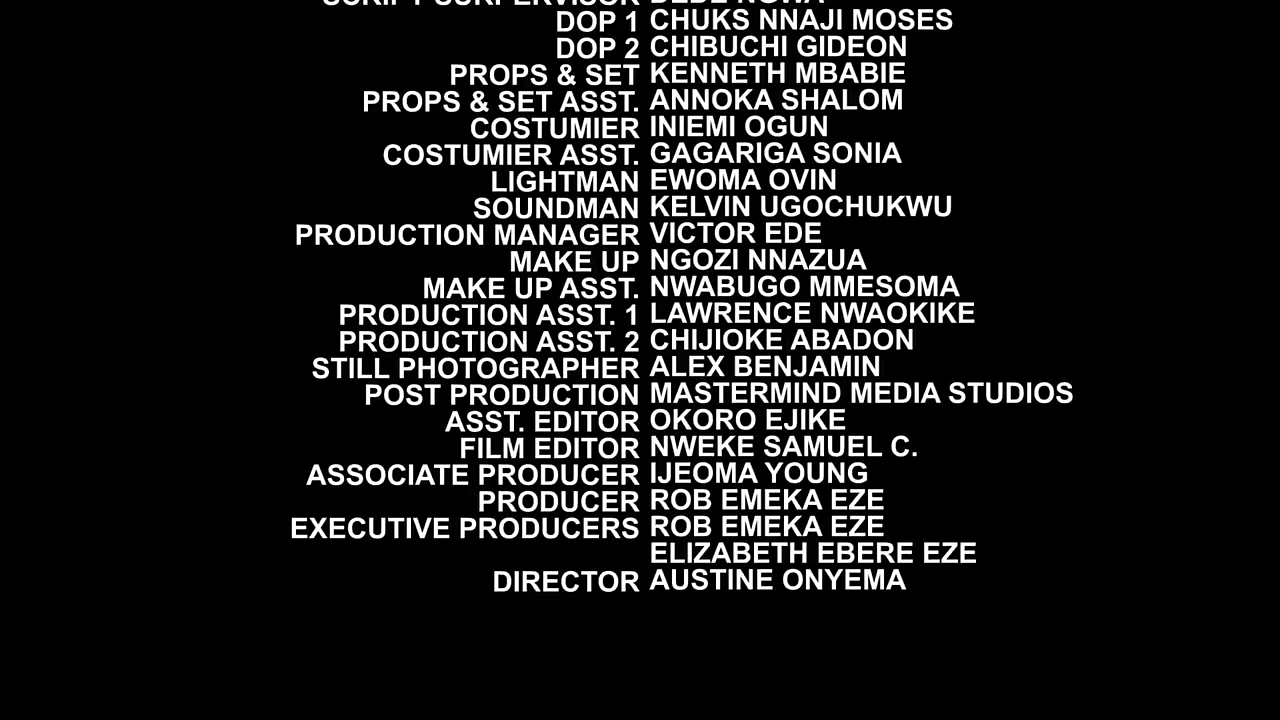 SCRIPT SURPERVISOR
DOP 1 CHUKS NNAJI MOSES
DOP 2 CHIBUCHI GIDEON
PROPS & SET KENNETH MBABIE
PROPS & SET ASST. ANNOKA SHALOM
COSTUMIER INIEMI OGUN
COSTUMIER ASST. GAGARIGA SONIA
LIGHTMAN EWOMA OVIN
SOUNDMAN KELVIN UGOCHUKWU
PRODUCTION MANAGER VICTOR EDE
MAKE UP NGOZI NNAZUA
MAKE UP ASST. NWABUGO MMESOMA
PRODUCTION ASST. 1 LAWRENCE NWAOKIKE
PRODUCTION ASST. 2 CHIJIOKE ABADON
STILL PHOTOGRAPHER ALEX BENJAMIN
POST PRODUCTION MASTERMIND MEDIA STUDIOS
ASST. EDITOR OKORO EJIKE
FILM EDITOR NWEKE SAMUEL C.
ASSOCIATE PRODUCER IJEOMA YOUNG
PRODUCER ROB EMEKA EZE
EXECUTIVE PRODUCERS ROB EMEKA EZE
ELIZABETH EBERE EZE
DIRECTOR AUSTINE ONYEMA